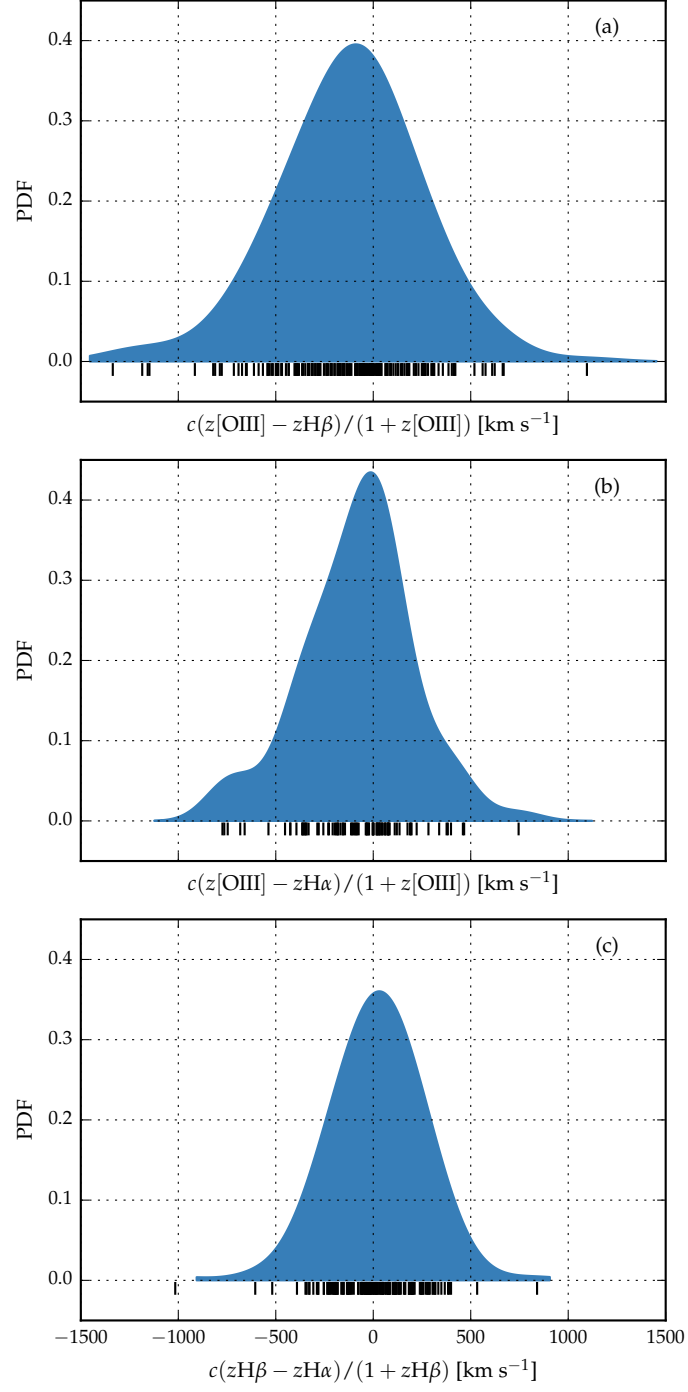 (a)
0.4
0.3
0.2
0.1
0.0
PDF
c(z[OIII] − zHβ)/(1 + z[OIII]) [km s⁻¹]
(b)
0.4
0.3
0.2
0.1
0.0
PDF
c(z[OIII] − zHα)/(1 + z[OIII]) [km s⁻¹]
(c)
0.4
0.3
0.2
0.1
0.0
PDF
−1500 −1000 −500 0 500 1000 1500
c(zHβ − zHα)/(1 + zHβ) [km s⁻¹]